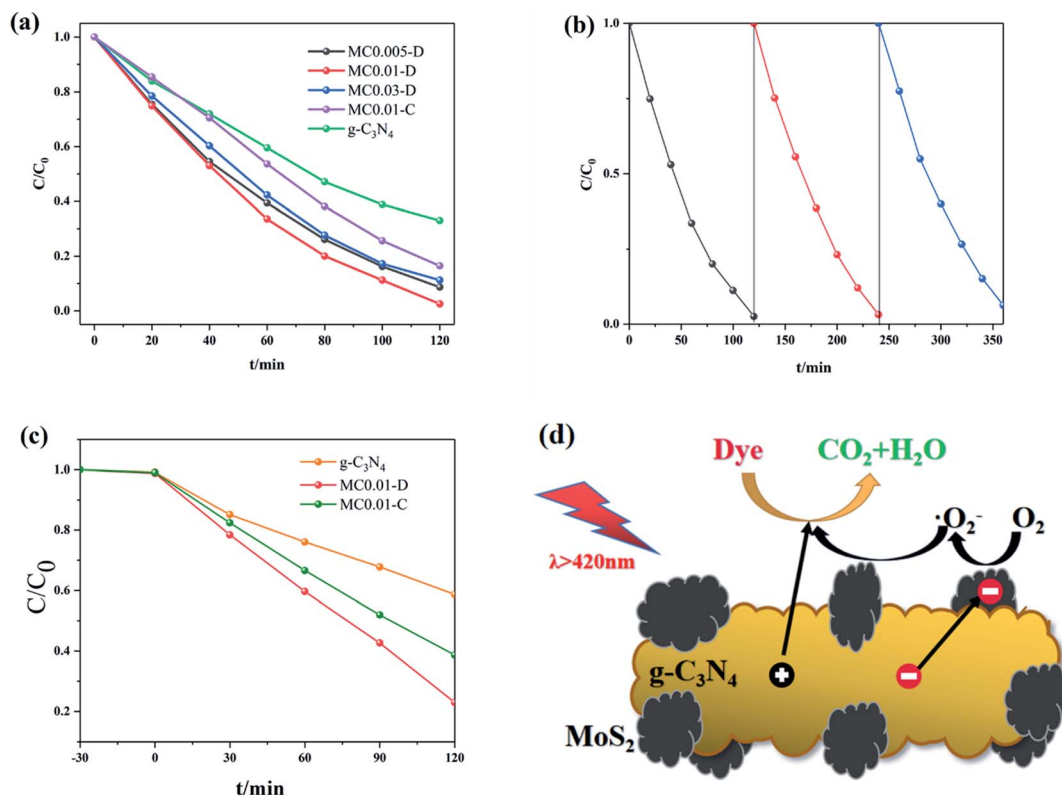 (a)
C/C₀
1.0
0.8
0.6
0.4
0.2
0.0
MC0.005-D
MC0.01-D
MC0.03-D
MC0.01-C
g-C₃N₄
0 20 40 60 80 100 120
t/min
(b)
C/C₀
1.0
0.5
0.0
0 50 100 150 200 250 300 350
t/min
(c)
C/C₀
1.0
0.8
0.6
0.4
0.2
g-C₃N₄
MC0.01-D
MC0.01-C
-30 0 30 60 90 120
t/min
(d)
Dye CO₂+H₂O
λ>420nm
·O₂⁻ O₂
g-C₃N₄
MoS₂